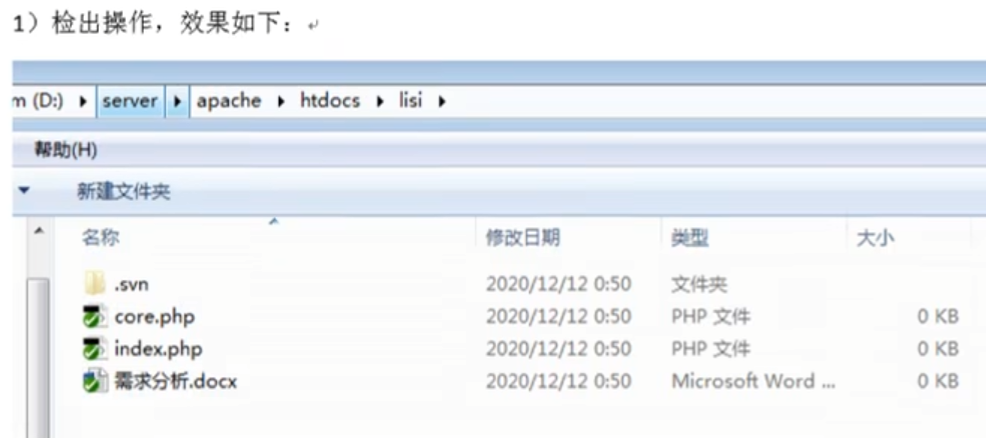 1）检出操作，效果如下：
m (D:) server apache htdocs lisi
帮助(H)
新建文件夹
名称 修改日期 类型 大小
.svn 2020/12/12 0:50 文件夹
core.php 2020/12/12 0:50 PHP 文件 0 KB
index.php 2020/12/12 0:50 PHP 文件 0 KB
需求分析.docx 2020/12/12 0:50 Microsoft Word ... 0 KB